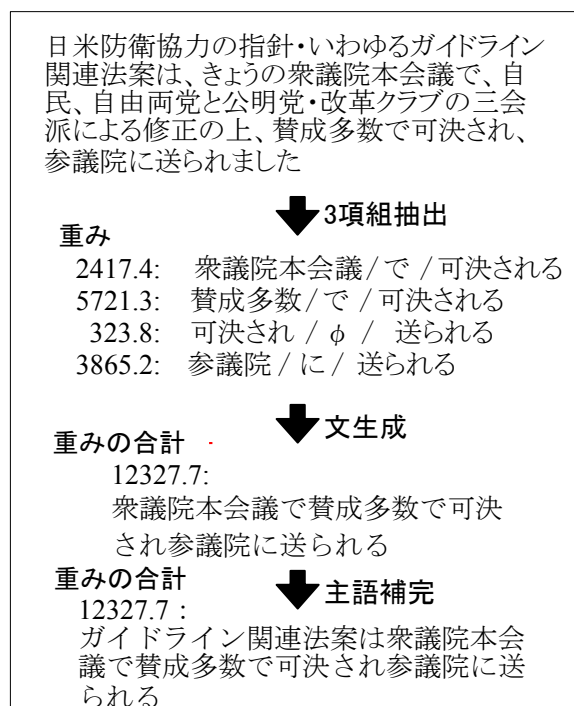 日米防衛協力の指針・いわゆるガイドライン
関連法案は、きょうの衆議院本会議で、自
民、自由両党と公明党・改革クラブの三会
派による修正の上、賛成多数で可決され、
参議院に送られました
3項組抽出
重み
2417.4: 衆議院本会議/で/可決される
5721.3: 賛成多数/で/可決される
323.8: 可決され / φ / 送られる
3865.2: 参議院/に/ 送られる
文生成
重みの合計
12327.7:
衆議院本会議で賛成多数で可決
され参議院に送られる
重みの合計
主語補完
12327.7 :
ガイドライン関連法案は衆議院本会
議で賛成多数で可決され参議院に送
られる